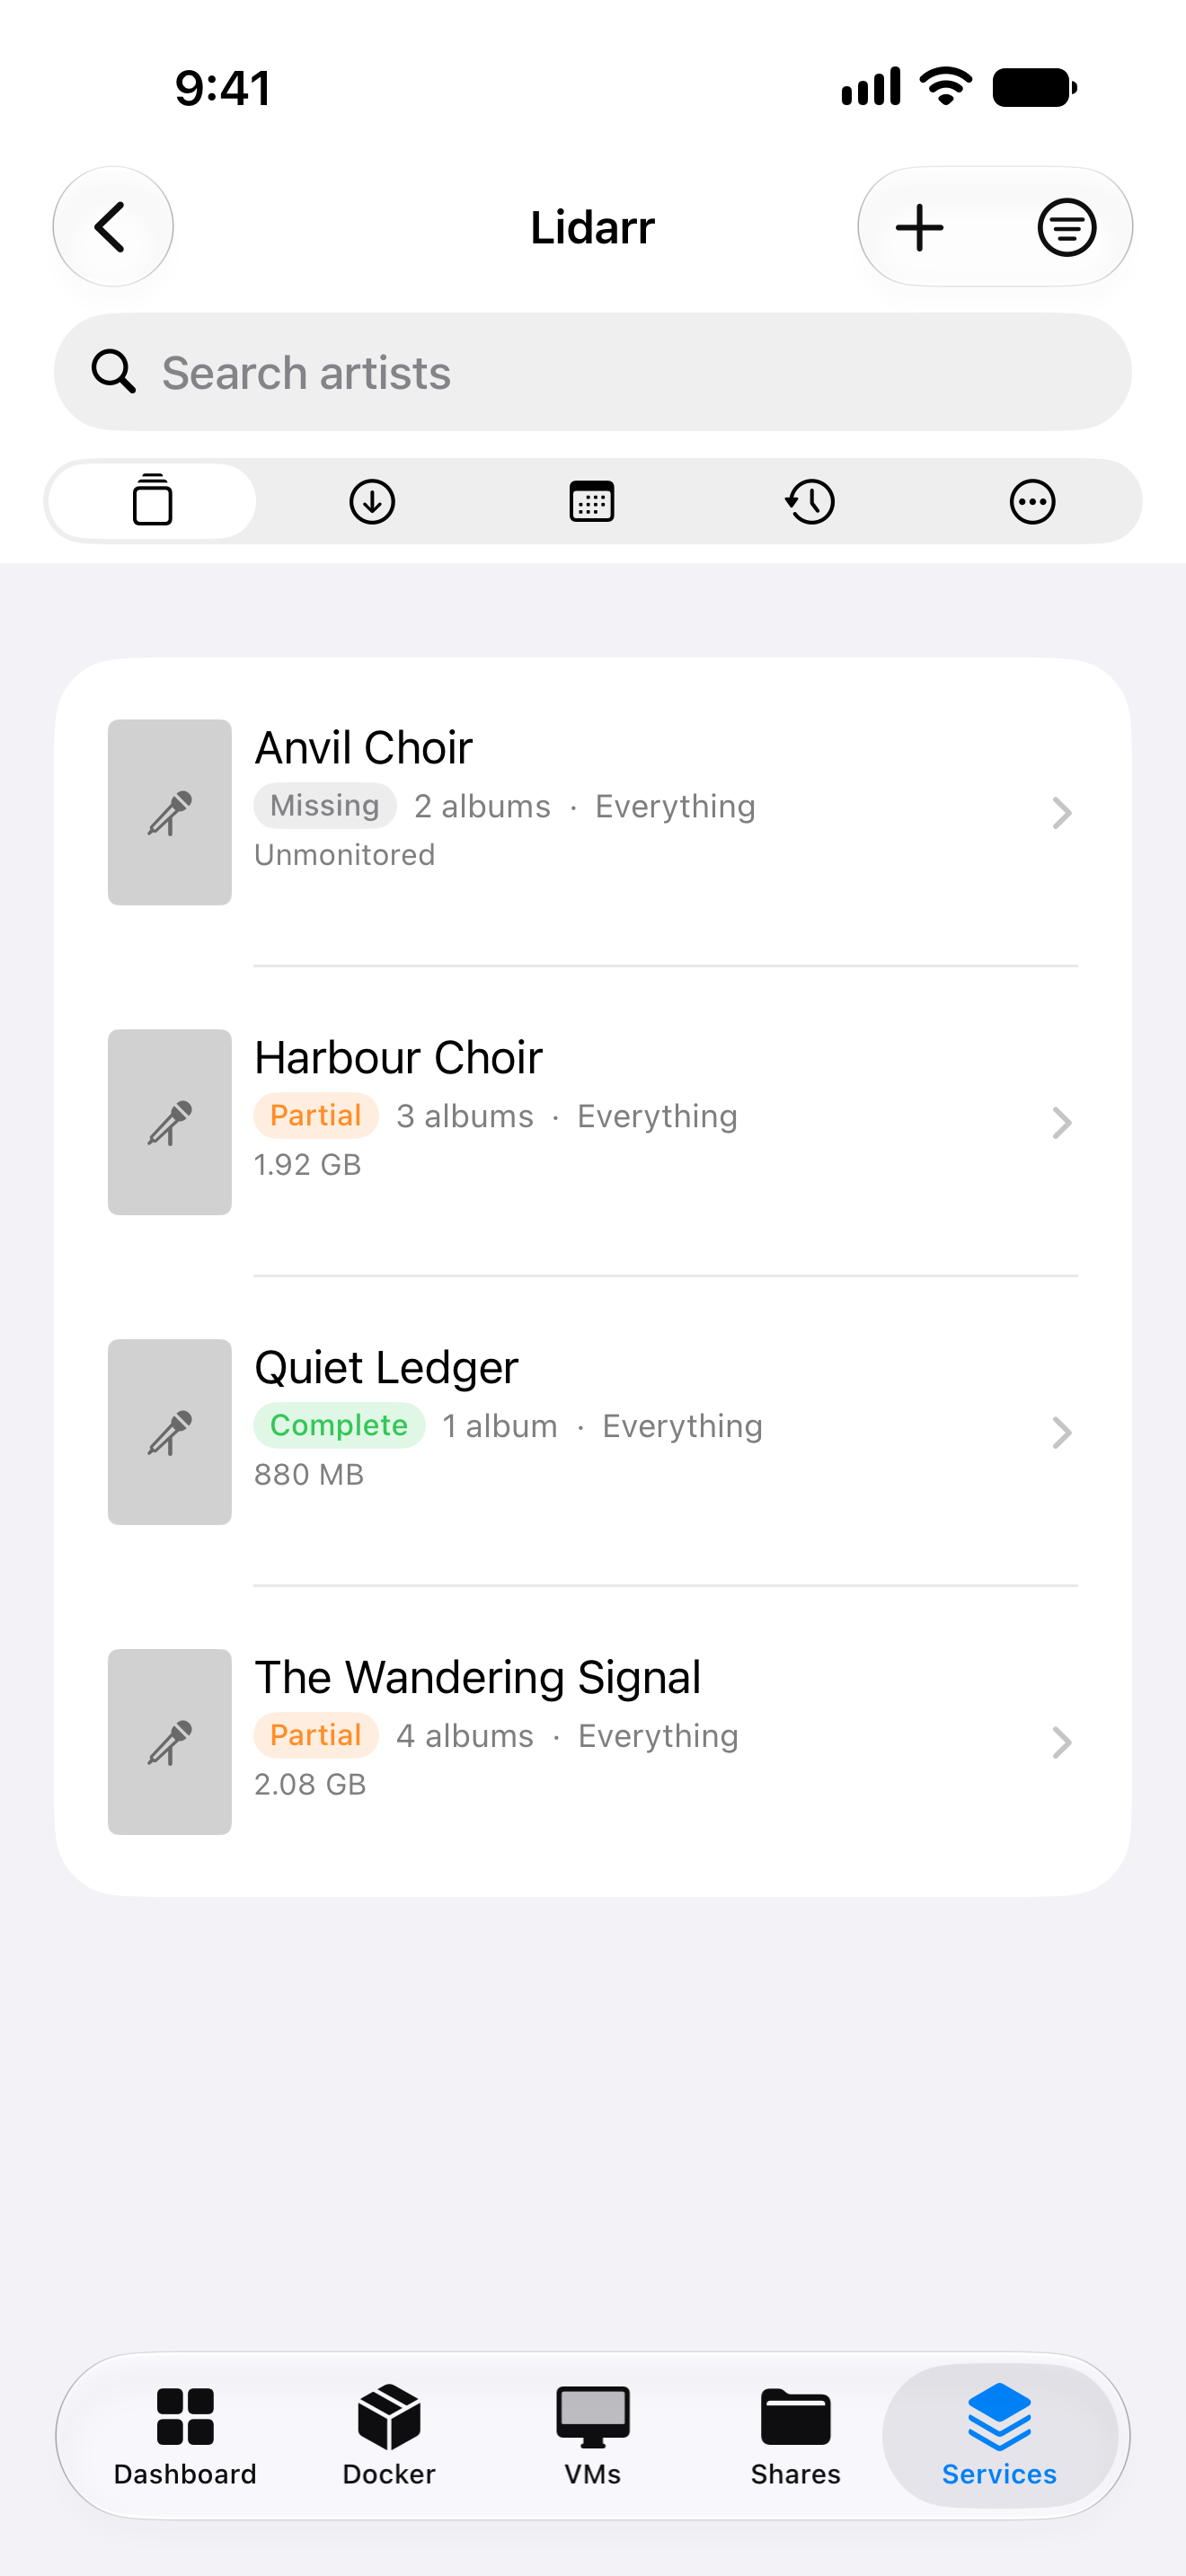 9:41
Lidarr
Search artists
Anvil Choir
Missing 2 albums · Everything
Unmonitored
Harbour Choir
Partial 3 albums · Everything
1.92 GB
Quiet Ledger
Complete 1 album · Everything
880 MB
The Wandering Signal
Partial 4 albums · Everything
2.08 GB
Dashboard Docker VMs Shares Services